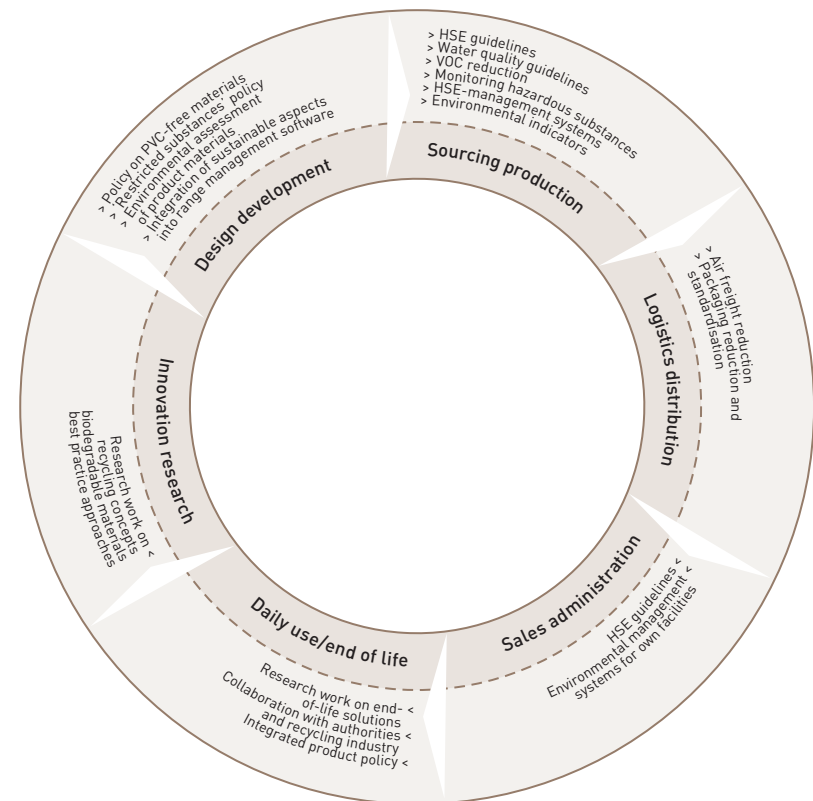 > HSE guidelines
> Water quality guidelines
> VOC reduction
> Monitoring hazardous substances
> HSE-management systems
> Environmental indicators
Sourcing production
> Air freight reduction
> Packaging reduction and
standardisation
Logistics distribution
HSE guidelines <
Environmental management <
systems for own facilities
Sales administration
Daily use/end of life
Research work on end- <
of-life solutions
Collaboration with authorities <
and recycling industry
Integrated product policy <
Innovation research
Research work on <
recycling concepts
biodegradable materials
best practice approaches
> Policy on PVC-free materials
> Restricted substances' policy
> Environmental assessment
of product materials
> Integration of sustainable aspects
into range management software
Design development